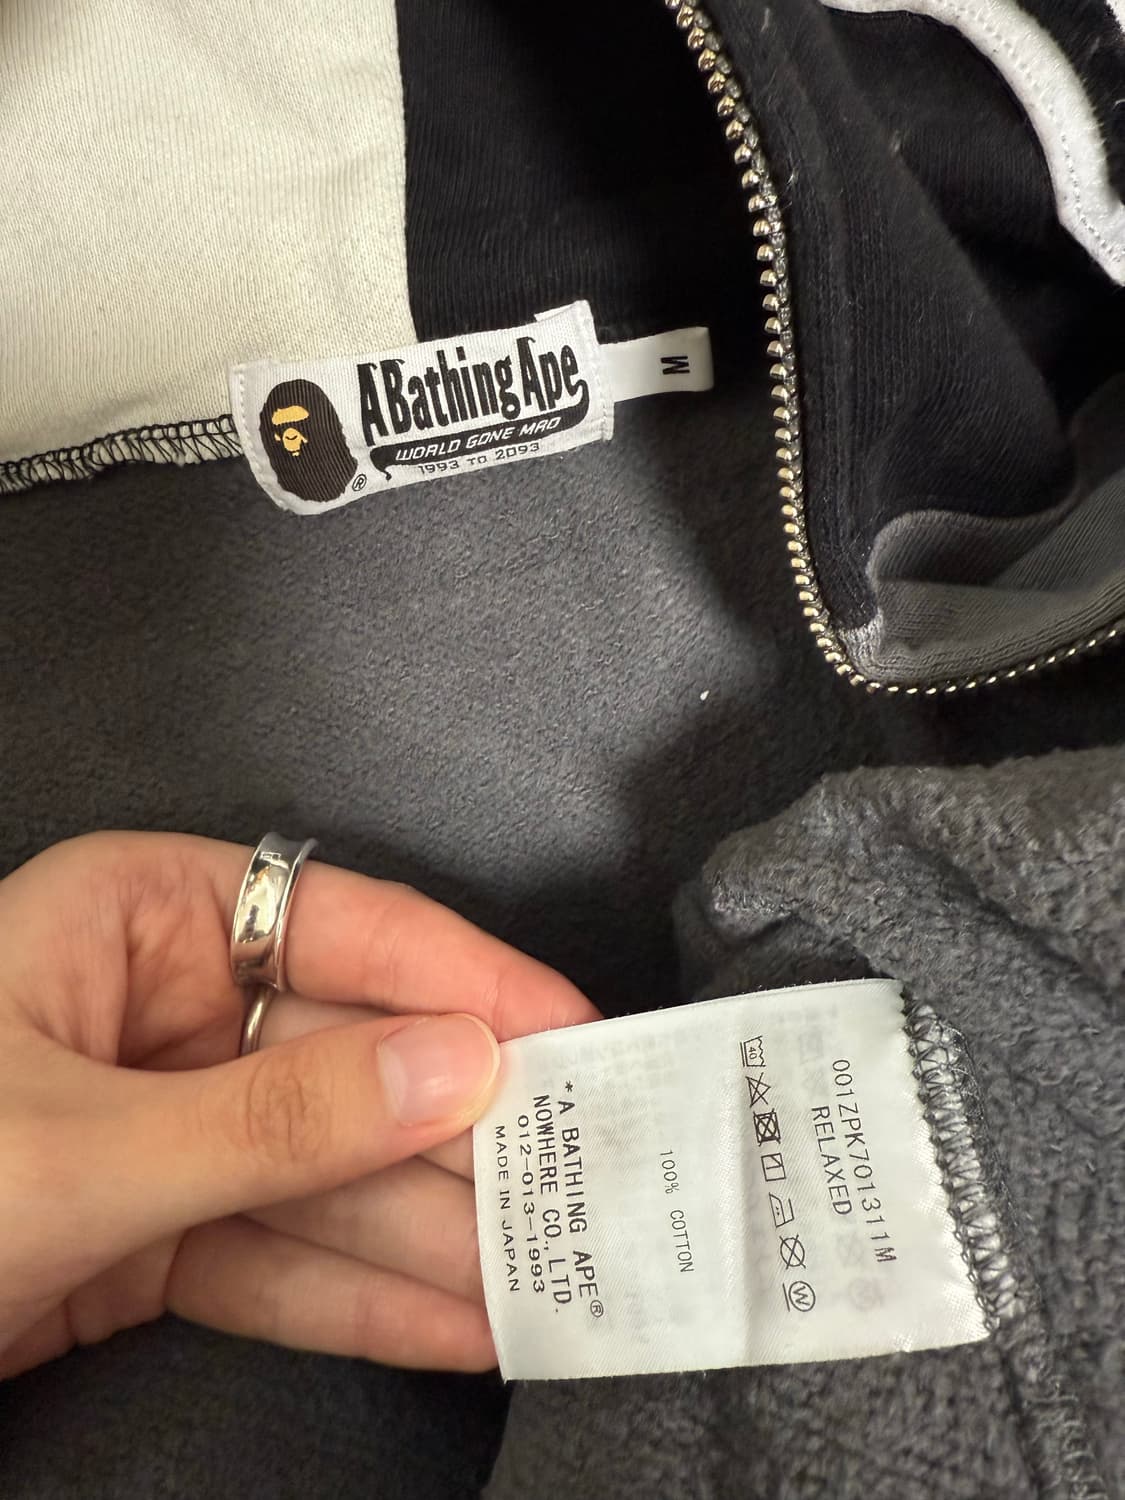 A Bathing Ape
WORLD GONE MAD
1993 TO 2093
®
M
001ZPK701311M
RELAXED
40
W
100% COTTON
* A BATHING APE®
NOWHERE CO., LTD.
012-013-1993
MADE IN JAPAN